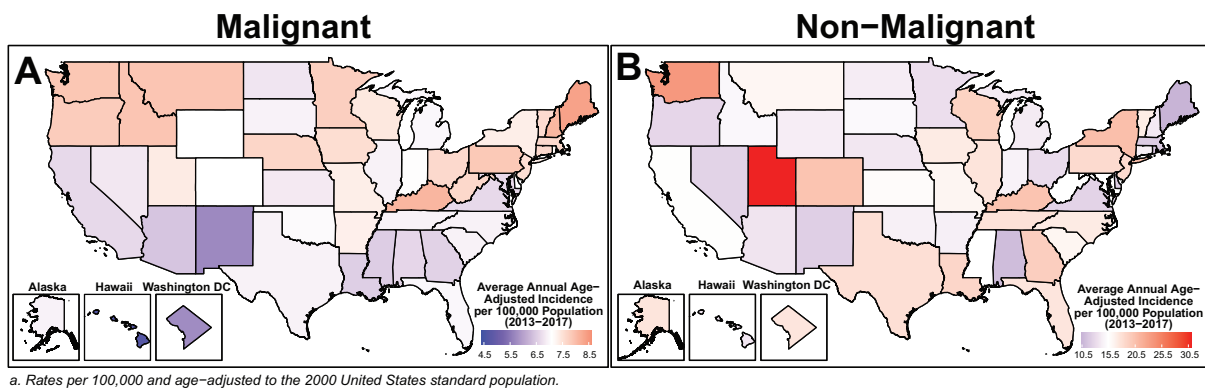 Malignant
Non−Malignant
A
Alaska
Hawaii
Washington DC
Average Annual Age−
Adjusted Incidence
per 100,000 Population
(2013−2017)
4.5 5.5 6.5 7.5 8.5
B
Alaska
Hawaii
Washington DC
Average Annual Age−
Adjusted Incidence
per 100,000 Population
(2013−2017)
10.5 15.5 20.5 25.5 30.5
a. Rates per 100,000 and age−adjusted to the 2000 United States standard population.